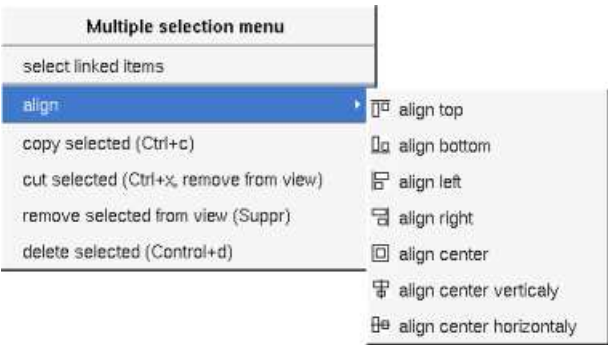 Multiple selection menu
select linked items
align
copy selected (Ctrl+c)
cut selected (Ctrl+x, remove from view)
remove selected from view (Suppr)
delete selected (Control+d)
align top
align bottom
align left
align right
align center
align center verticaly
align center horizontaly